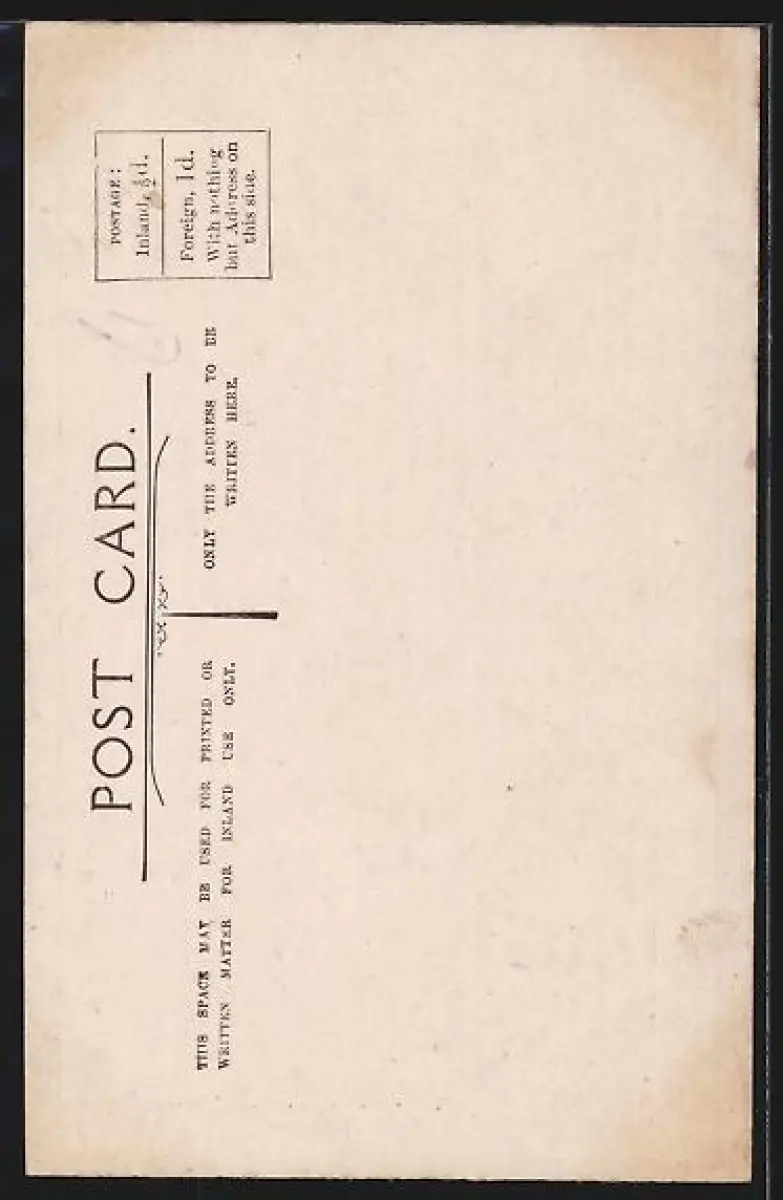 POST CARD.
POSTAGE:
Inland, ½d.
Foreign, 1d.
With nothing
but Address on
this side.
THIS SPACE MAY BE USED FOR PRINTED OR
WRITTEN MATTER FOR INLAND USE ONLY.
ONLY THE ADDRESS TO BE
WRITTEN HERE.